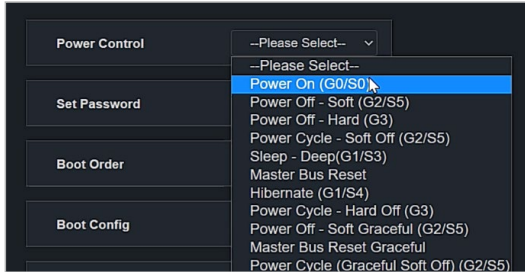 Power Control
--Please Select--
--Please Select--
Power On (G0/S0)
Set Password
Power Off - Soft (G2/S5)
Power Off - Hard (G3)
Power Cycle - Soft Off (G2/S5)
Boot Order
Sleep - Deep(G1/S3)
Master Bus Reset
Hibernate (G1/S4)
Power Cycle - Hard Off (G3)
Boot Config
Power Off - Soft Graceful (G2/S5)
Master Bus Reset Graceful
Power Cycle (Graceful Soft Off) (G2/S5)